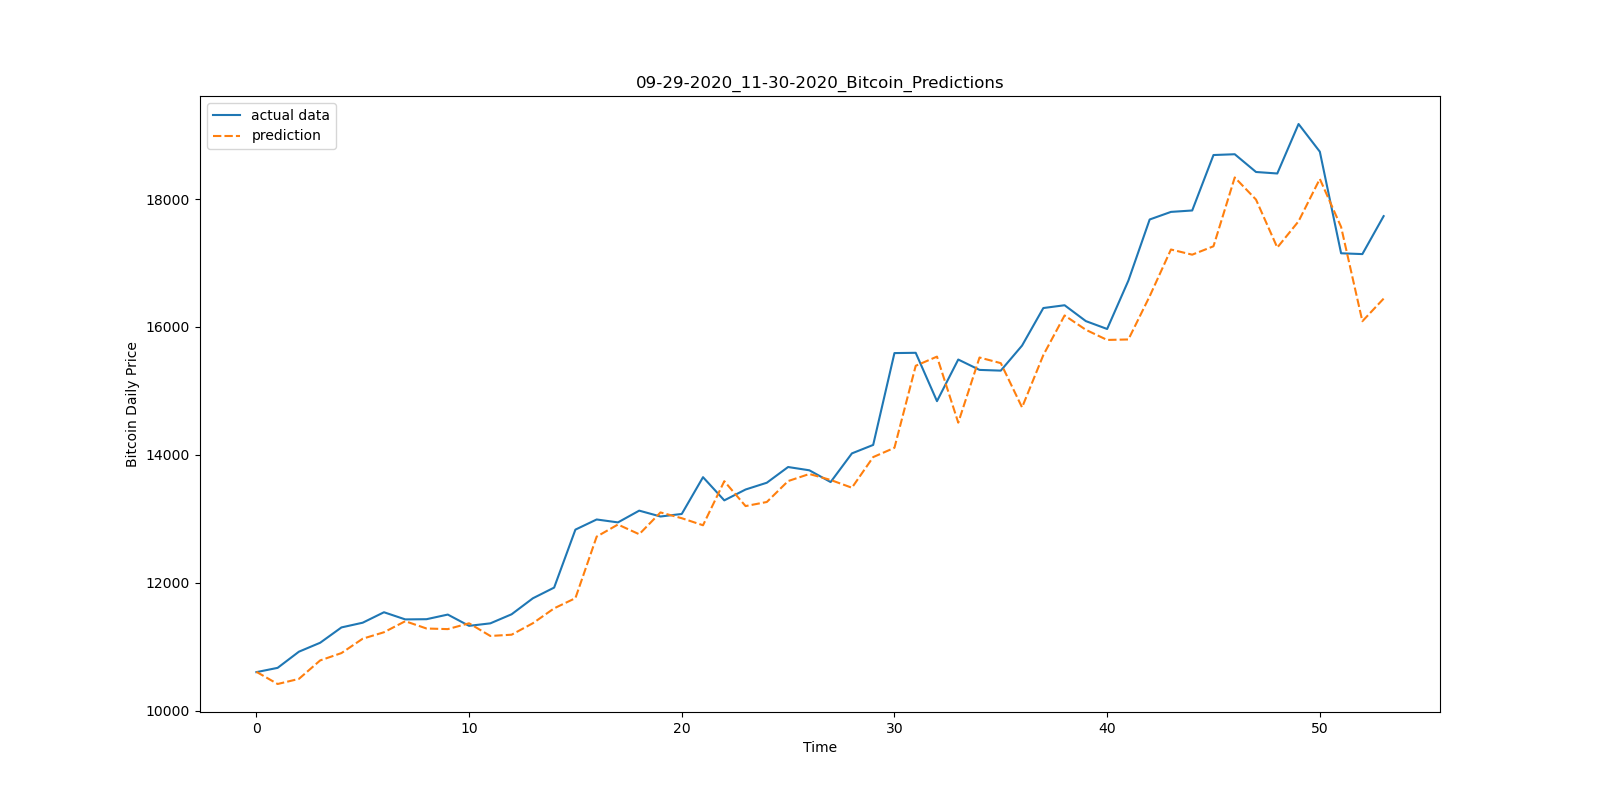 09-29-2020_11-30-2020_Bitcoin_Predictions
actual data
prediction
Bitcoin Daily Price
18000
16000
14000
12000
10000
0 10 20 30 40 50
Time